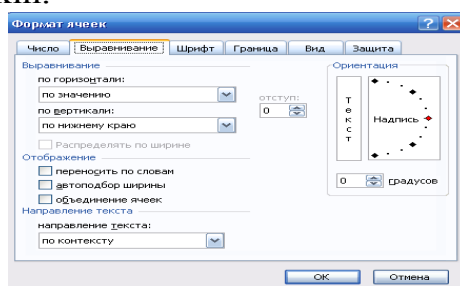 Формат ячеек
Число Выравнивание Шрифт Граница Вид Защита
Выравнивание
по горизонтали:
по значению
отступ:
по вертикали:
0
по нижнему краю
Распределять по ширине
Отображение
переносить по словам
автоподбор ширины
объединение ячеек
Направление текста
направление текста:
по контексту
Ориентация
Текст
Надпись
0 градусов
ОК Отмена